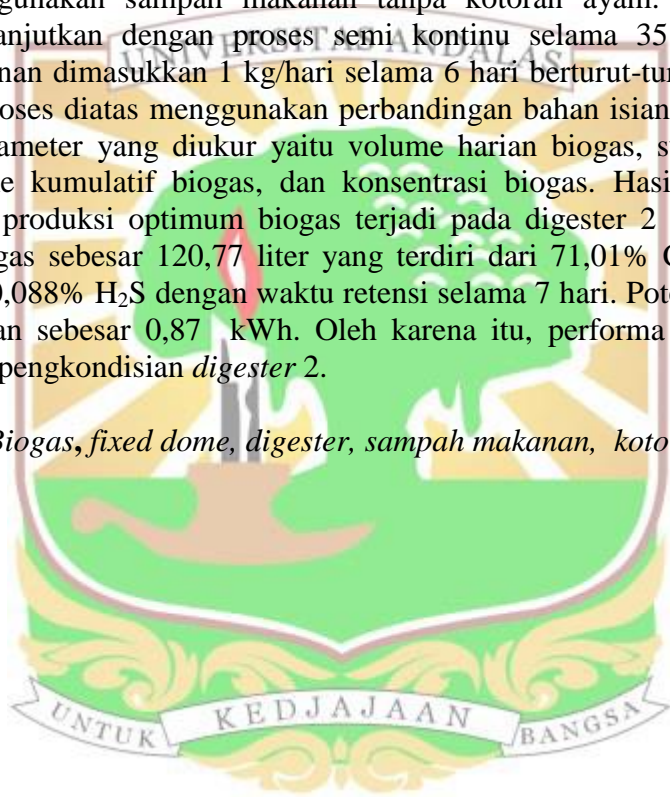 gunakan sampah makanan tanpa kotoran ayam.
anjutkan dengan proses semi kontinu selama 35
UNIVERSITAS ANDALAS
nan dimasukkan 1 kg/hari selama 6 hari berturut-tur
oses diatas menggunakan perbandingan bahan isian
ameter yang diukur yaitu volume harian biogas, s
e kumulatif biogas, dan konsentrasi biogas. Hasi
produksi optimum biogas terjadi pada digester 2
gas sebesar 120,77 liter yang terdiri dari 71,01% C
0,088% H₂S dengan waktu retensi selama 7 hari. Pot
an sebesar 0,87 kWh. Oleh karena itu, performa
pengkondisian digester 2.
Biogas, fixed dome, digester, sampah makanan, koto
UNTUK KEDJAJAAN BANGSA